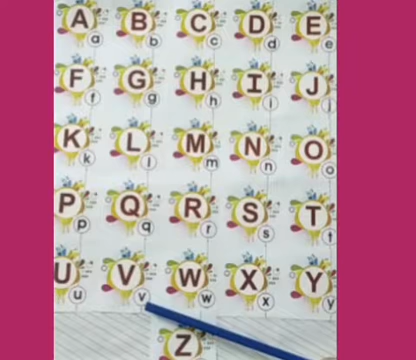 A a B b C c D d E e
F f G g H h I i J j
K k L l M m N n O o
P p Q q R r S s T t
U u V v W w X x Y y
Z